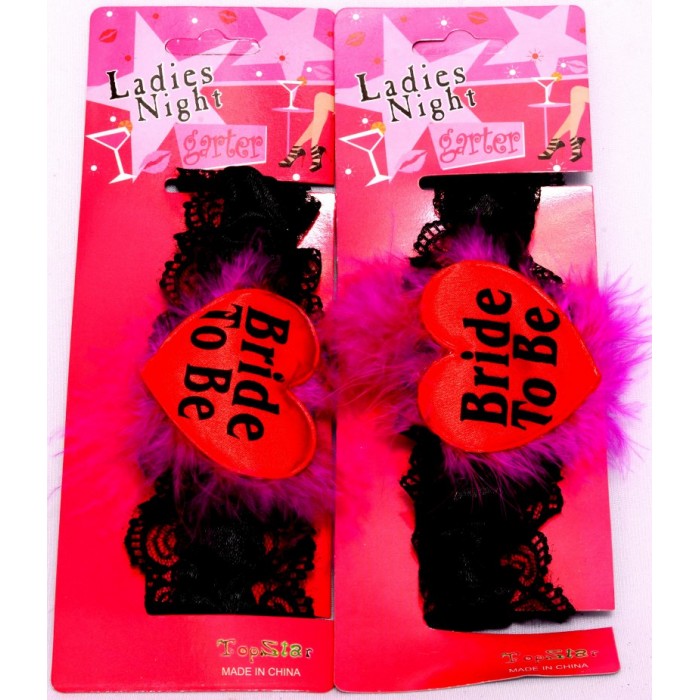 Ladies
Night
garter
Bride
To Be
TopStar
MADE IN CHINA
Ladies
Night
garter
Bride
To Be
TopStar
MADE IN CHINA